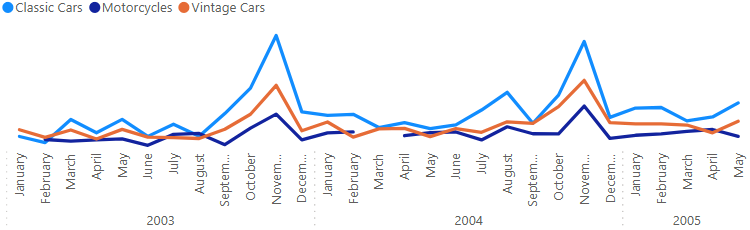 Classic Cars Motorcycles Vintage Cars
January February March April May June July August Septem... October Novem... Decem... January February March April May June July August Septem... October Novem... Decem... January February March April May
2003 2004 2005